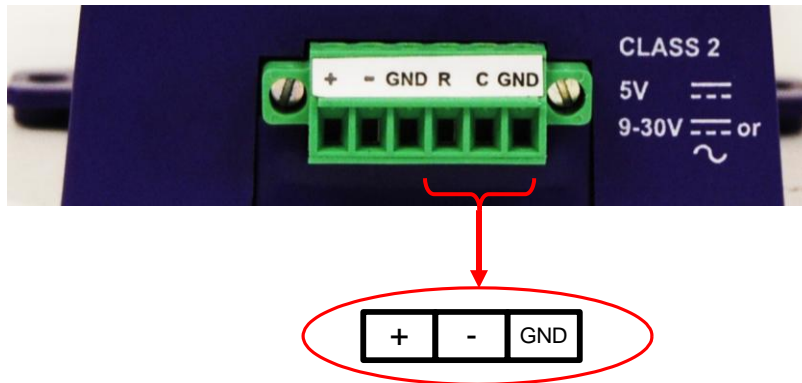 + - GND R C GND
CLASS 2
5V
9-30V or
+ - GND